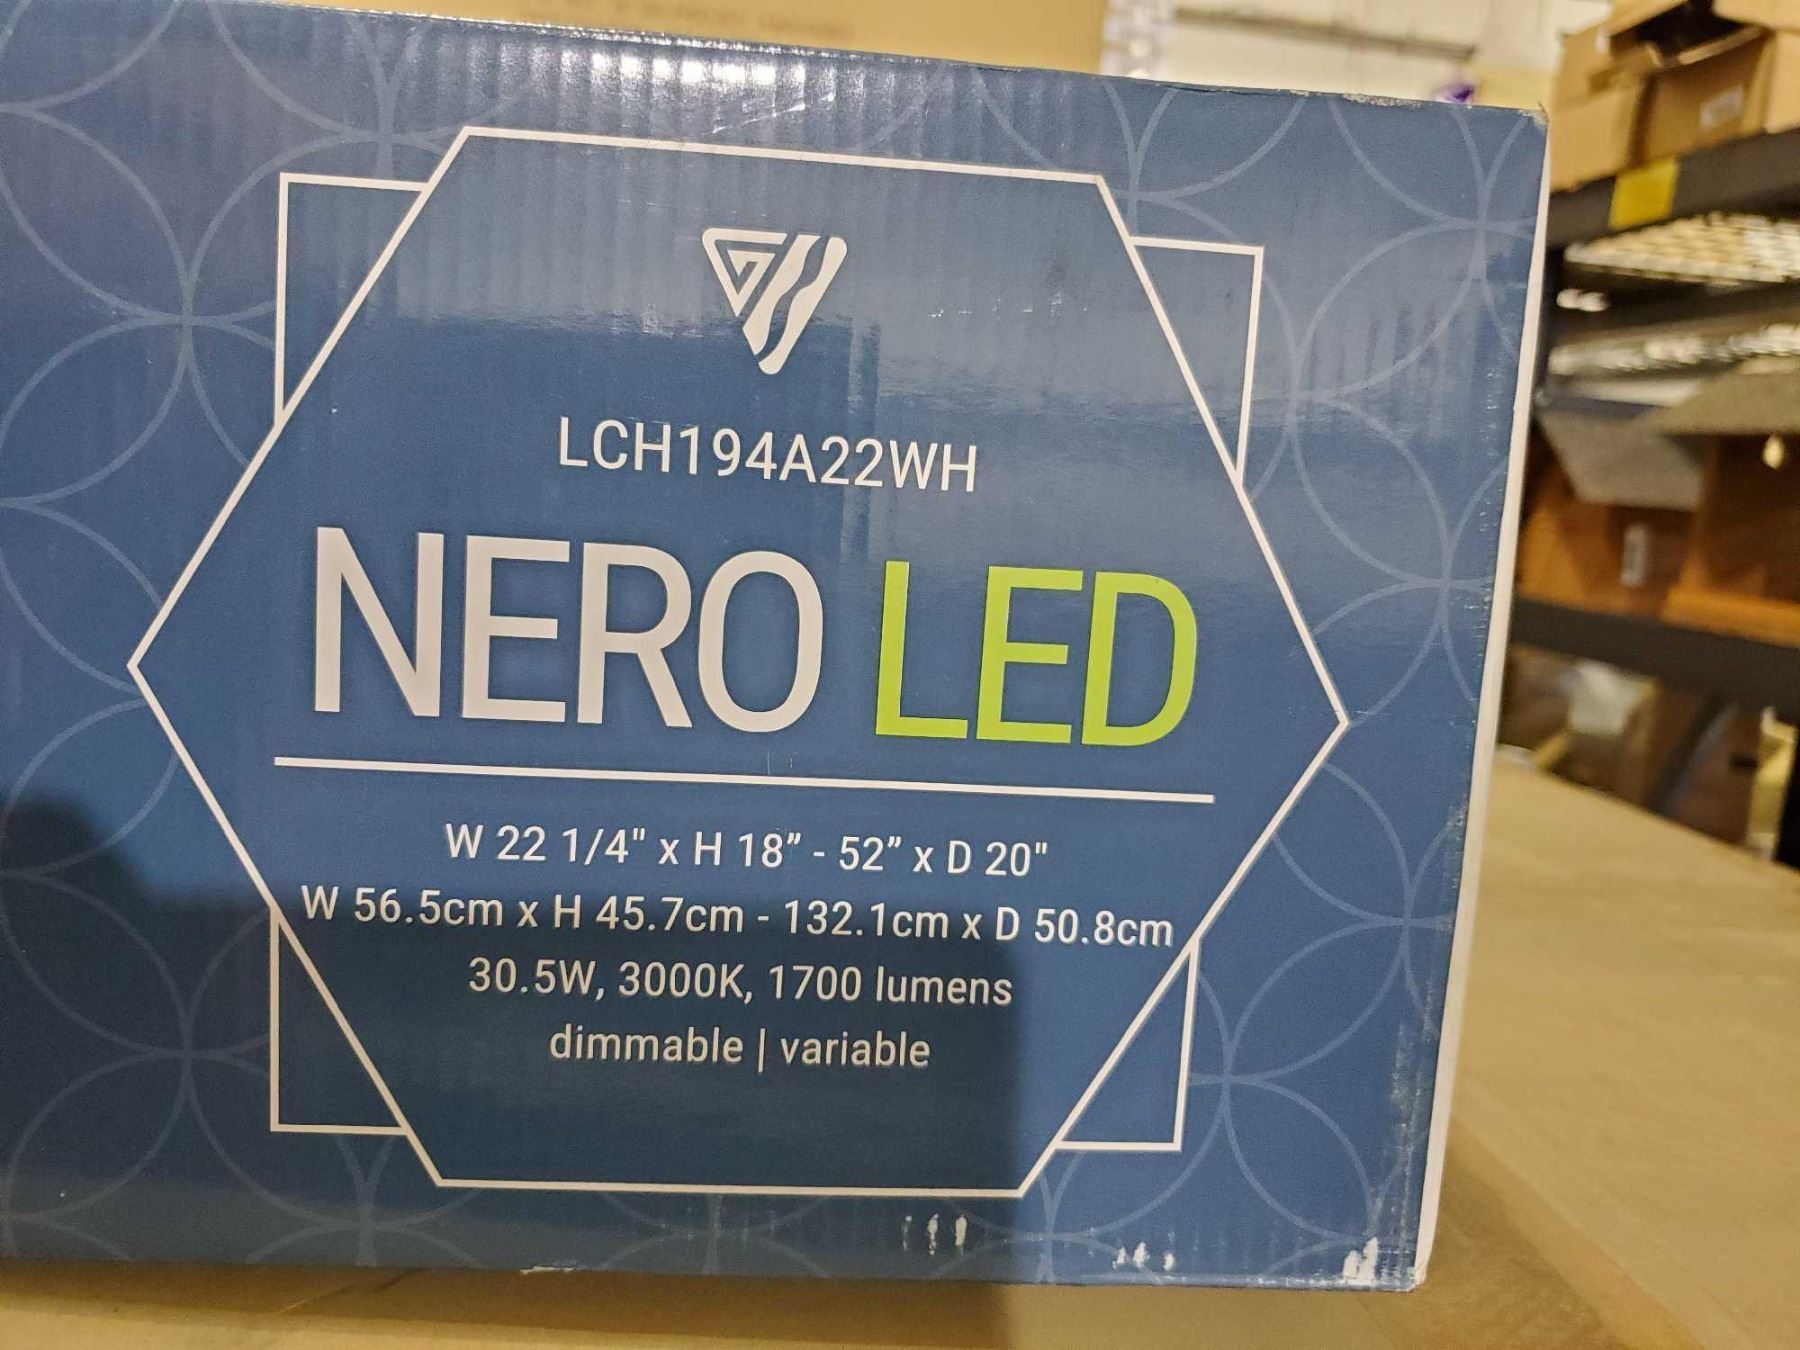 LCH194A22WH
NERO LED
W 22 1/4" x H 18” - 52” x D 20"
W 56.5cm x H 45.7cm - 132.1cm x D 50.8cm
30.5W, 3000K, 1700 lumens
dimmable | variable